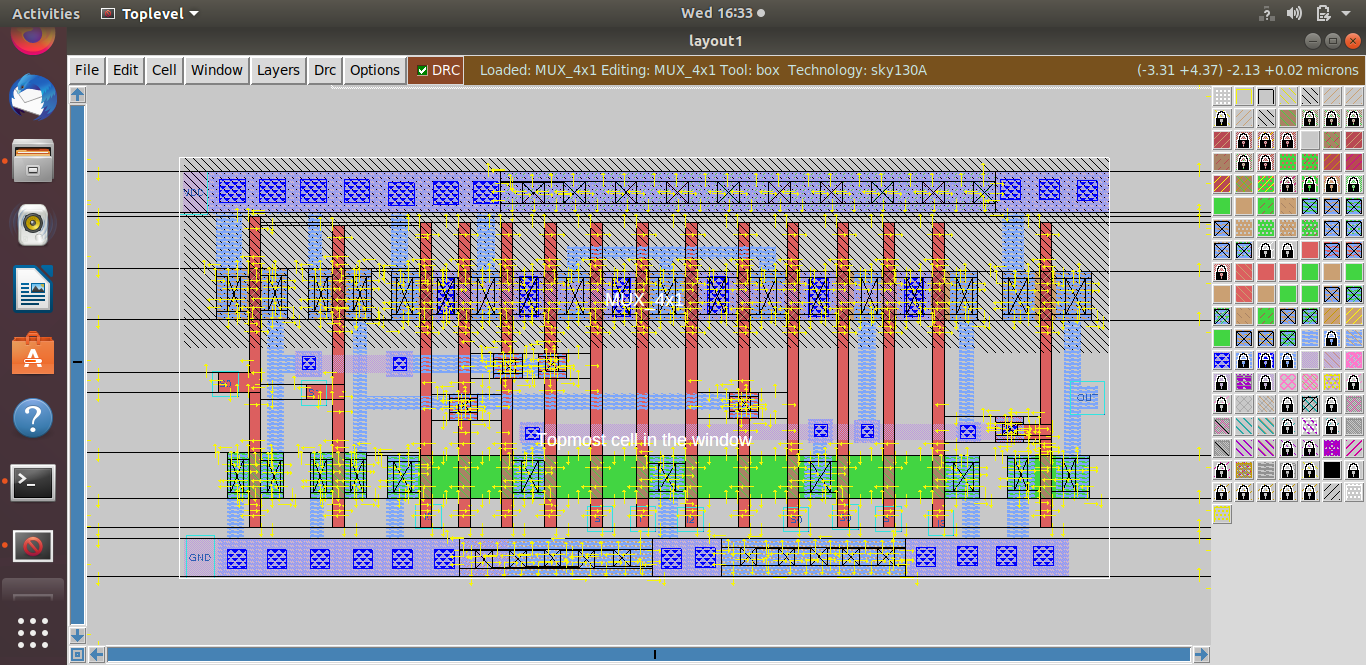 Activities Toplevel Wed 16:33
layout1
File Edit Cell Window Layers Drc Options DRC Loaded: MUX_4x1 Editing: MUX_4x1 Tool: box Technology: sky130A (-3.31 +4.37) -2.13 +0.02 microns
MUX_4x1
OUT
Topmost cell in the window
GND